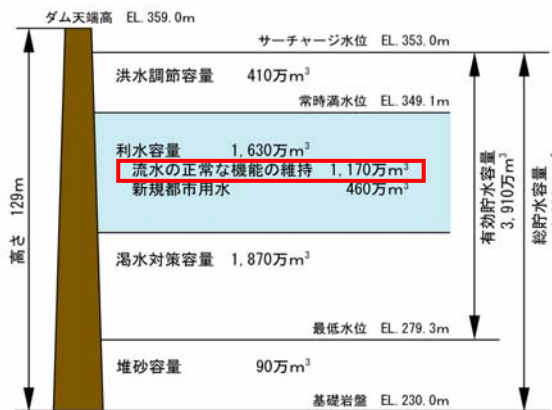 ダム天端高 EL.359.0m
サーチャージ水位 EL.353.0m
洪水調節容量 410万m³
常時満水位 EL.349.1m
利水容量 1,630万m³
流水の正常な機能の維持 1,170万m³
新規都市用水 460万m³
渇水対策容量 1,870万m³
最低水位 EL.279.3m
堆砂容量 90万m³
基礎岩盤 EL.230.0m
高さ 129m
有効貯水容量
3,910万m³
総貯水容量